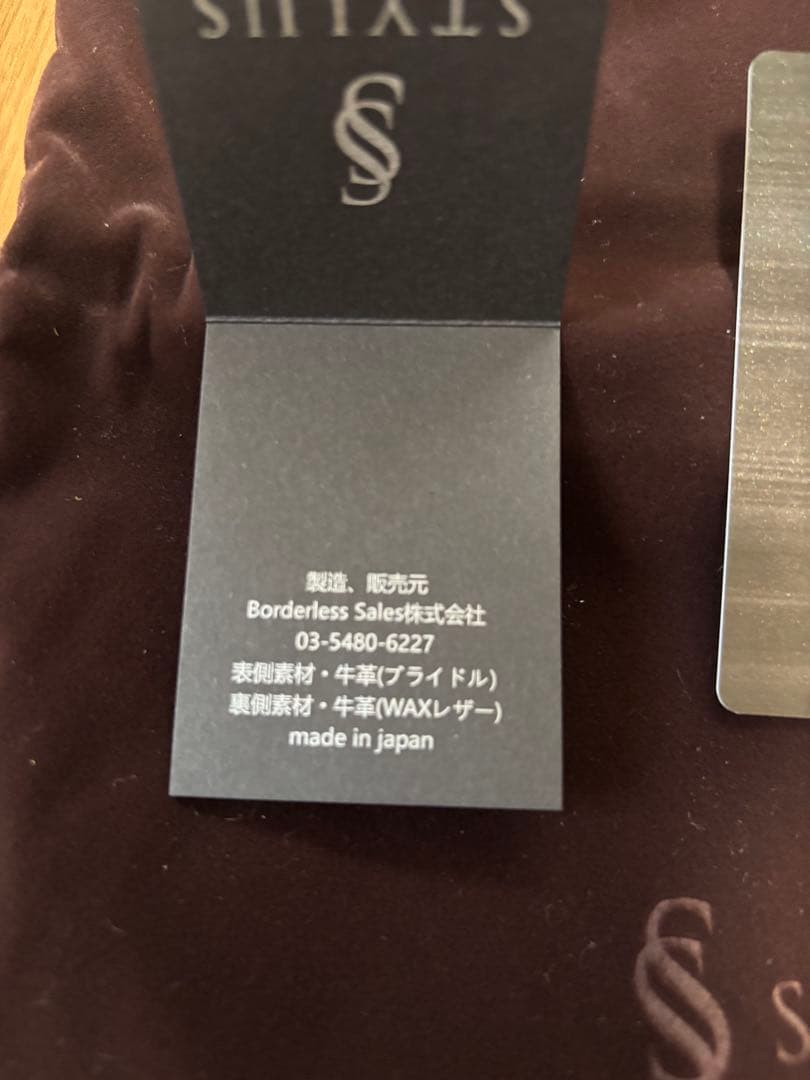 STYLUS
SS
製造、販売元
Borderless Sales株式会社
03-5480-6227
表側素材・牛革(ブライドル)
裏側素材・牛革(WAXレザー)
made in japan
SS
S